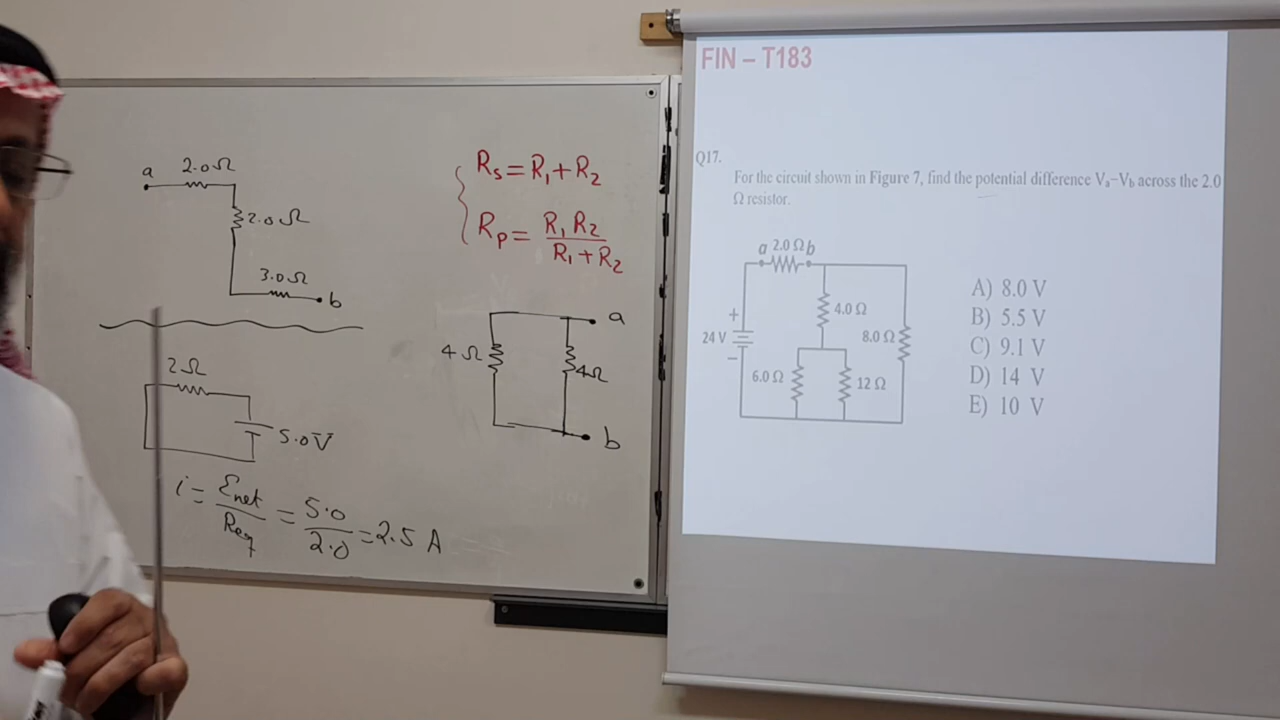 a 2.0Ω
2.0Ω
3.0Ω
b
2Ω
5.0V
i = Ɛnet / Req = 5.0 / 2.0 = 2.5 A
Rs = R1 + R2
Rp = R1 R2 / R1 + R2
a
4Ω
4Ω
b
FIN – T183
Q17.
For the circuit shown in Figure 7, find the potential difference Va–Vb across the 2.0
Ω resistor.
a 2.0 Ω b
+
24 V
−
4.0 Ω
8.0 Ω
6.0 Ω
12 Ω
A) 8.0 V
B) 5.5 V
C) 9.1 V
D) 14 V
E) 10 V